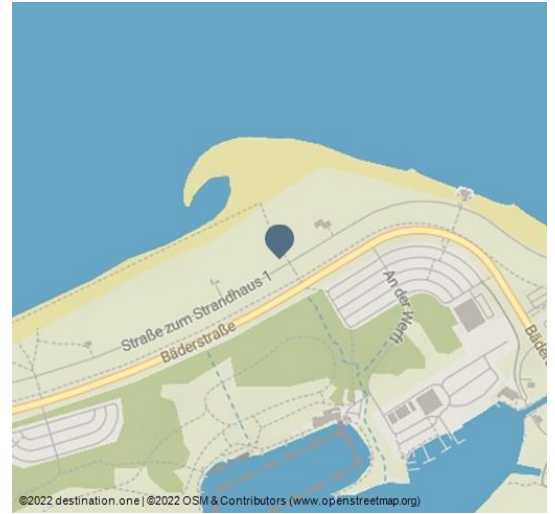 Straße zum Strandhaus 1
Bäderstraße
An der Werft
©2022 destination.one | ©2022 OSM & Contributors (www.openstreetmap.org)